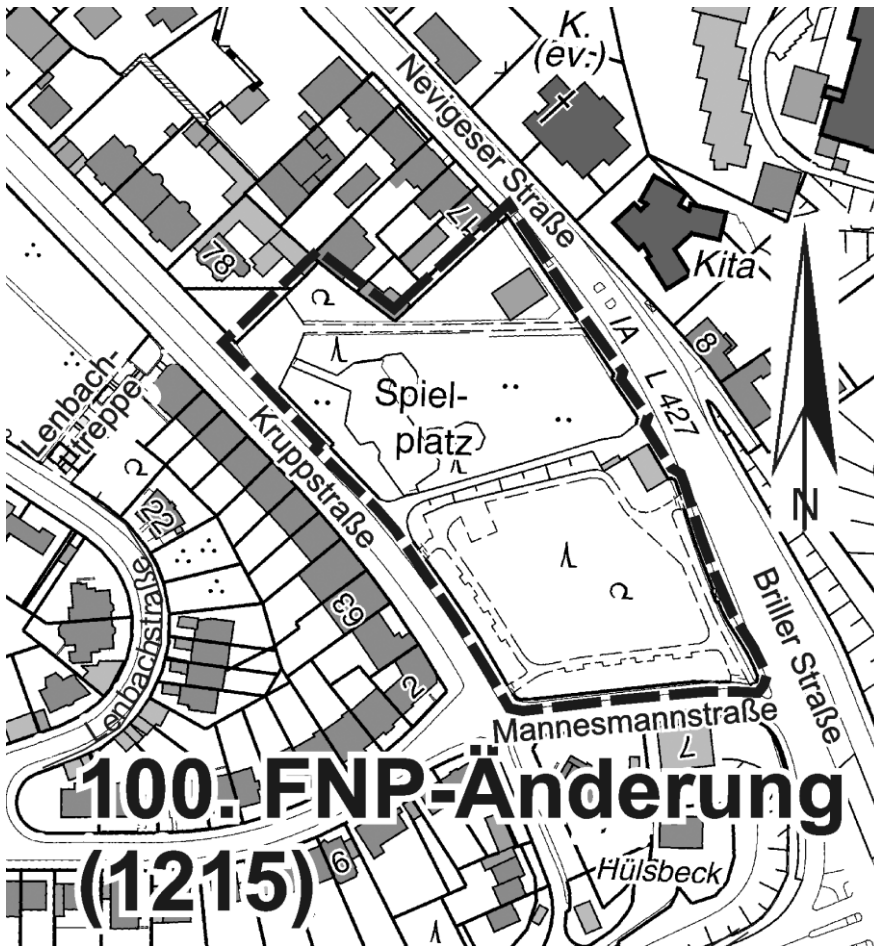 K.
(ev.)
Nevigeser Straße
Kita
17
78
IA
L 427
8
Lenbach-
treppe
Spiel-
platz
Kruppstraße
22
N
63
Lenbachstraße
2
Briller Straße
Mannesmannstraße
7
100. FNP-Änderung
(1215)
9
Hülsbeck